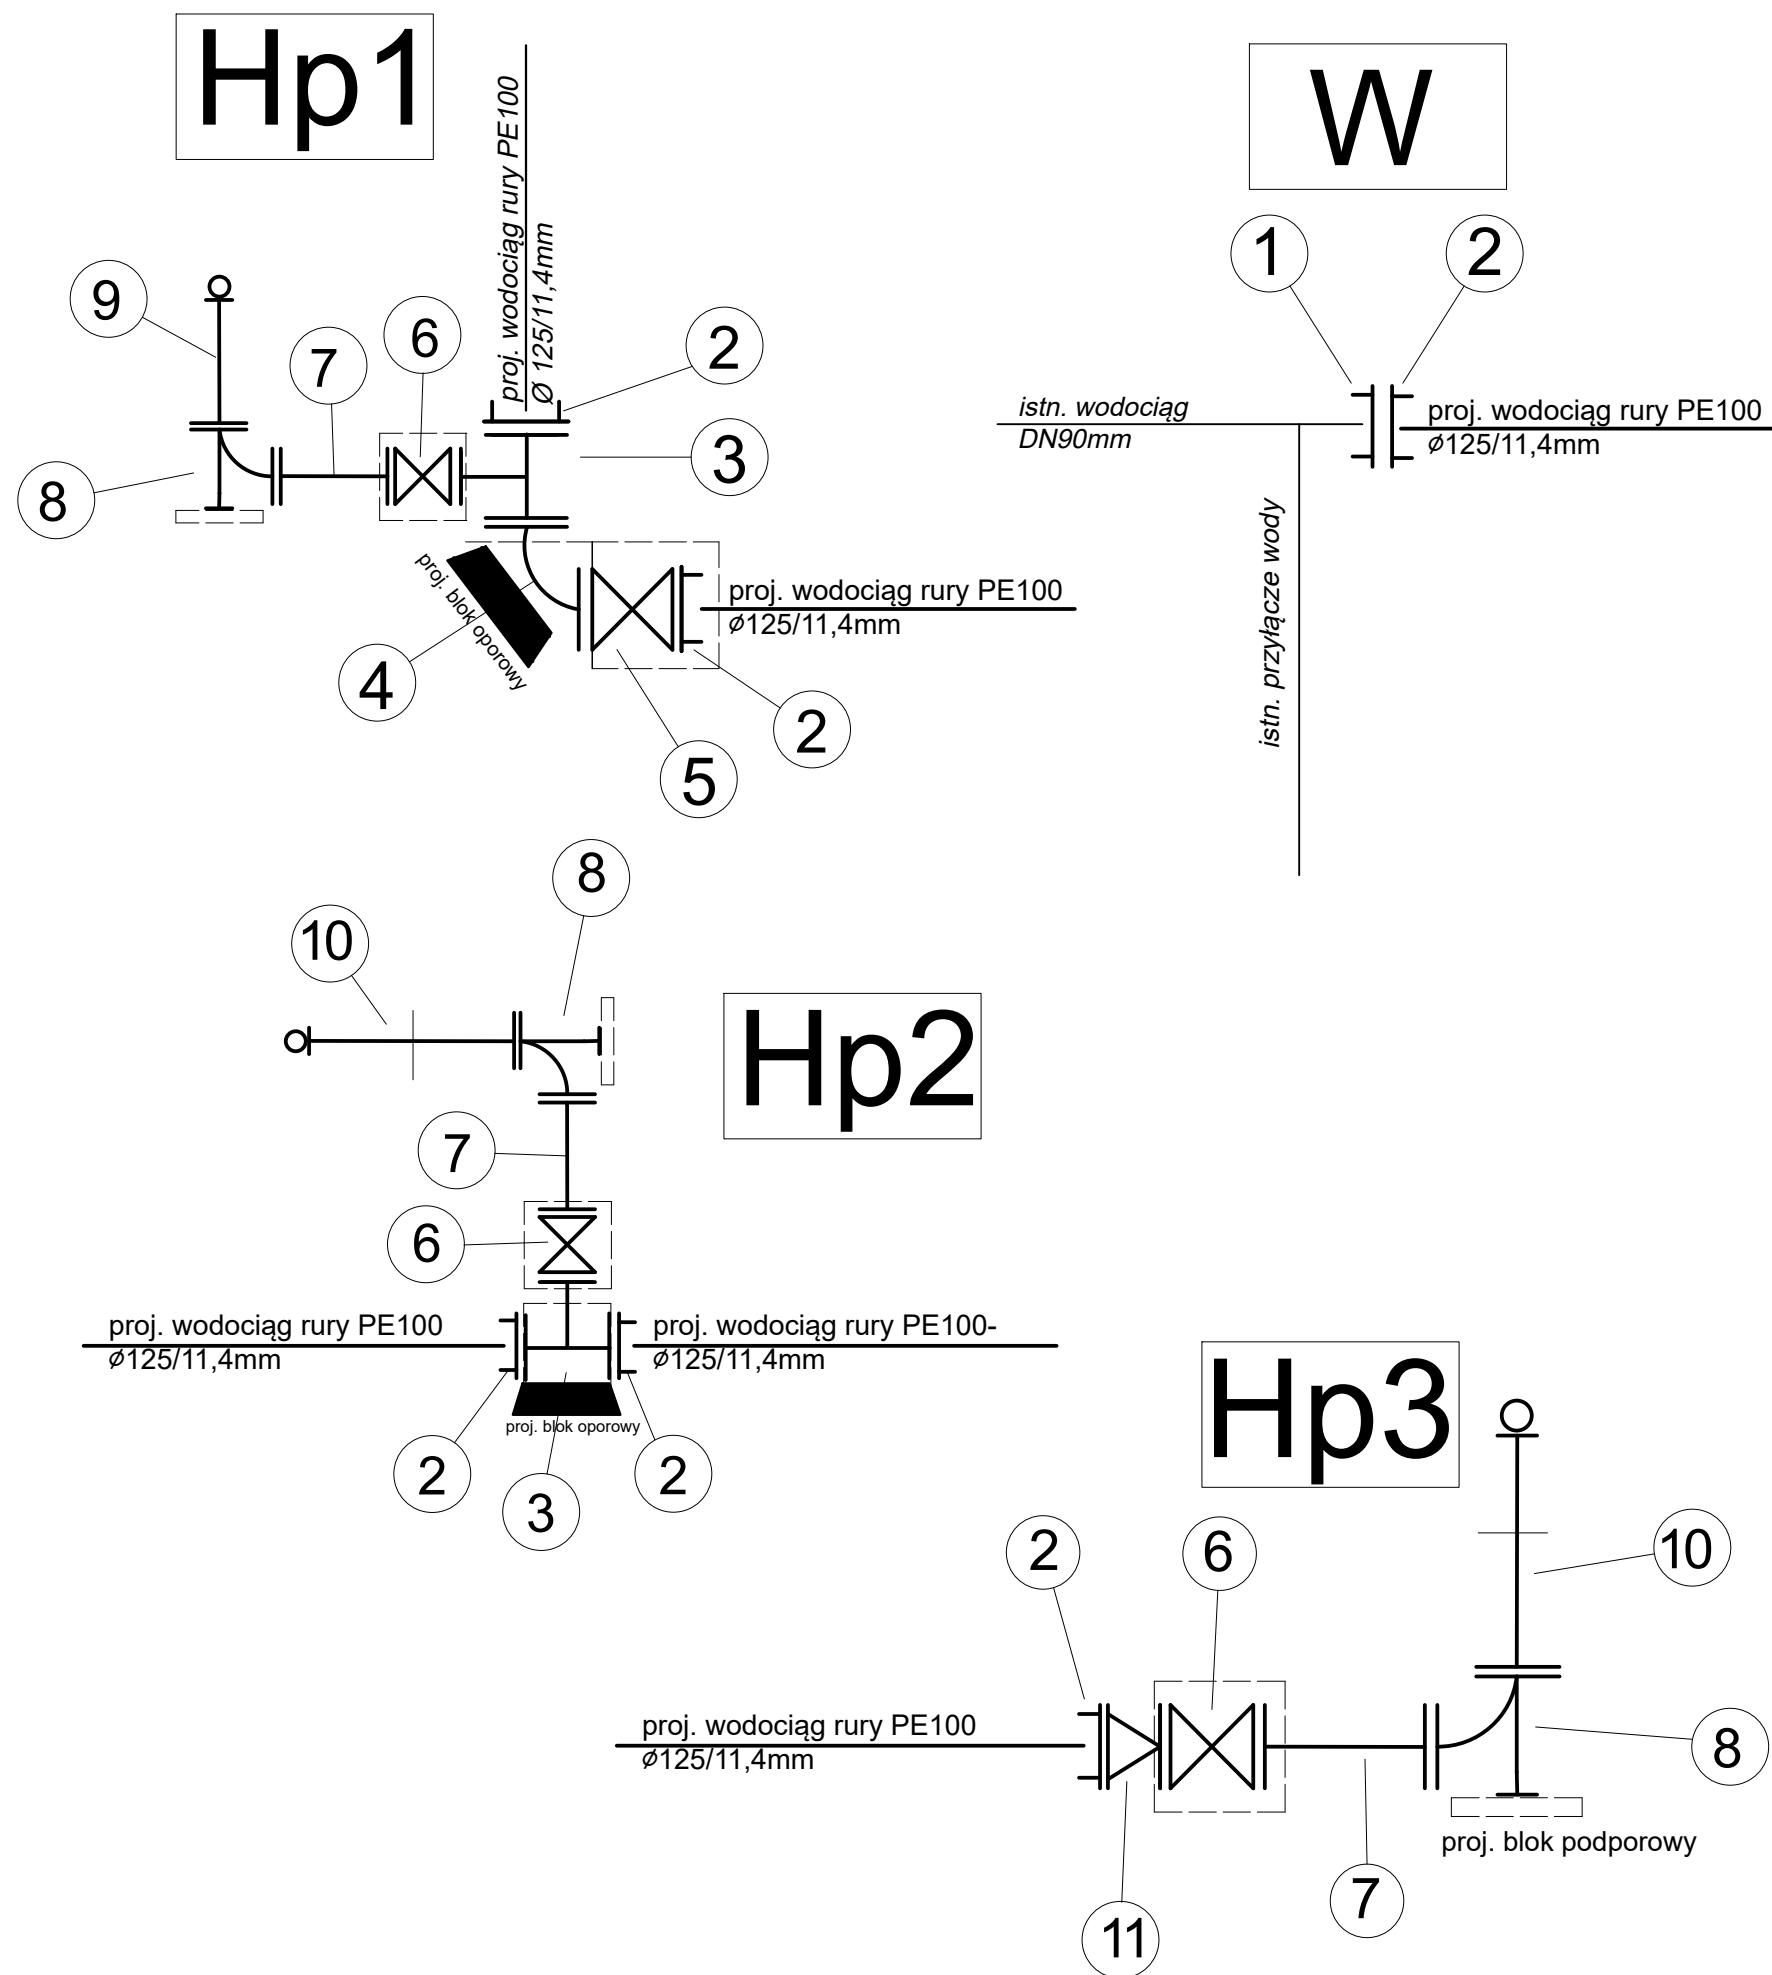 Hp1
proj. wodociąg rury PE100
Ø 125/11,4mm
9
7
6
2
3
8
proj. blok oporowy
proj. wodociąg rury PE100
ø125/11,4mm
4
5
2
W
1
2
istn. wodociąg
DN90mm
proj. wodociąg rury PE100
ø125/11,4mm
istn. przyłącze wody
8
10
Hp2
7
6
proj. wodociąg rury PE100
ø125/11,4mm
proj. wodociąg rury PE100-
ø125/11,4mm
proj. blok oporowy
2
3
2
Hp3
2
6
10
proj. wodociąg rury PE100
ø125/11,4mm
8
proj. blok podporowy
7
11